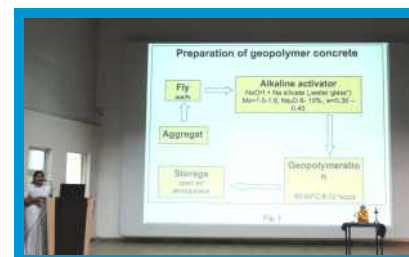 Preparation of geopolymer concrete
Fly
ash
Alkaline activator
NaOH + Na silicate („water glass“)
Aggregat
Geopolymeratio
n
Storage
open air
atmosphere
Fig. 1